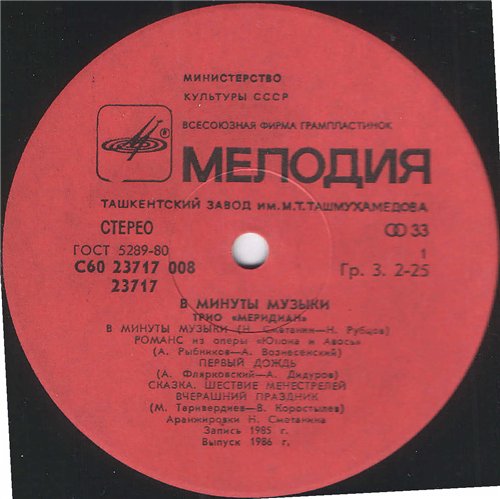 МИНИСТЕРСТВО
КУЛЬТУРЫ СССР
ВСЕСОЮЗНАЯ ФИРМА ГРАМПЛАСТИНОК
МЕЛОДИЯ
ТАШКЕНТСКИЙ ЗАВОД ИМ. М.Т. ТАШМУХАМЕДОВА
СТЕРЕО
33
ГОСТ 5289-80
1
С60 23717 008
Гр. 3. 2-25
23717
В МИНУТЫ МУЗЫКИ
ТРИО «МЕРИДИАН»
В МИНУТЫ МУЗЫКИ (Н. Сметанин—Н. Рубцов)
РОМАНС из оперы «Юнона и Авось»
(А. Рыбников—А. Вознесенский)
ПЕРВЫЙ ДОЖДЬ
(А. Флярковский—А. Дидуров)
СКАЗКА. ШЕСТВИЕ МЕНЕСТРЕЛЕЙ
ВЧЕРАШНИЙ ПРАЗДНИК
(М. Таривердиев—В. Коростылев)
Аранжировки Н. Сметанина
Запись 1985 г.
Выпуск 1986 г.